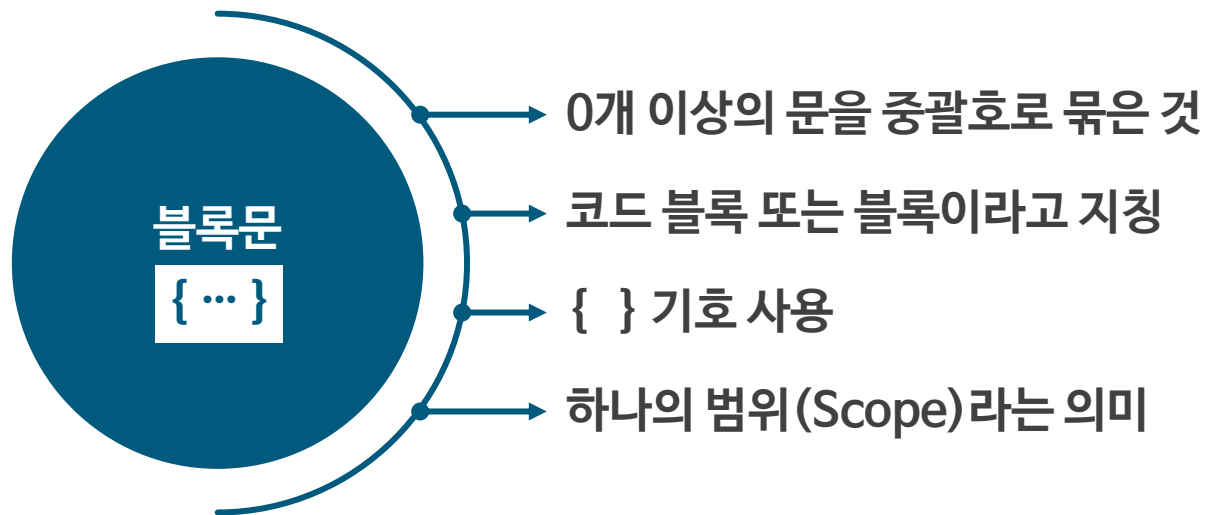 블록문
{ ··· }
0개 이상의 문을 중괄호로 묶은 것
코드 블록 또는 블록이라고 지칭
{ } 기호 사용
하나의 범위(Scope)라는 의미